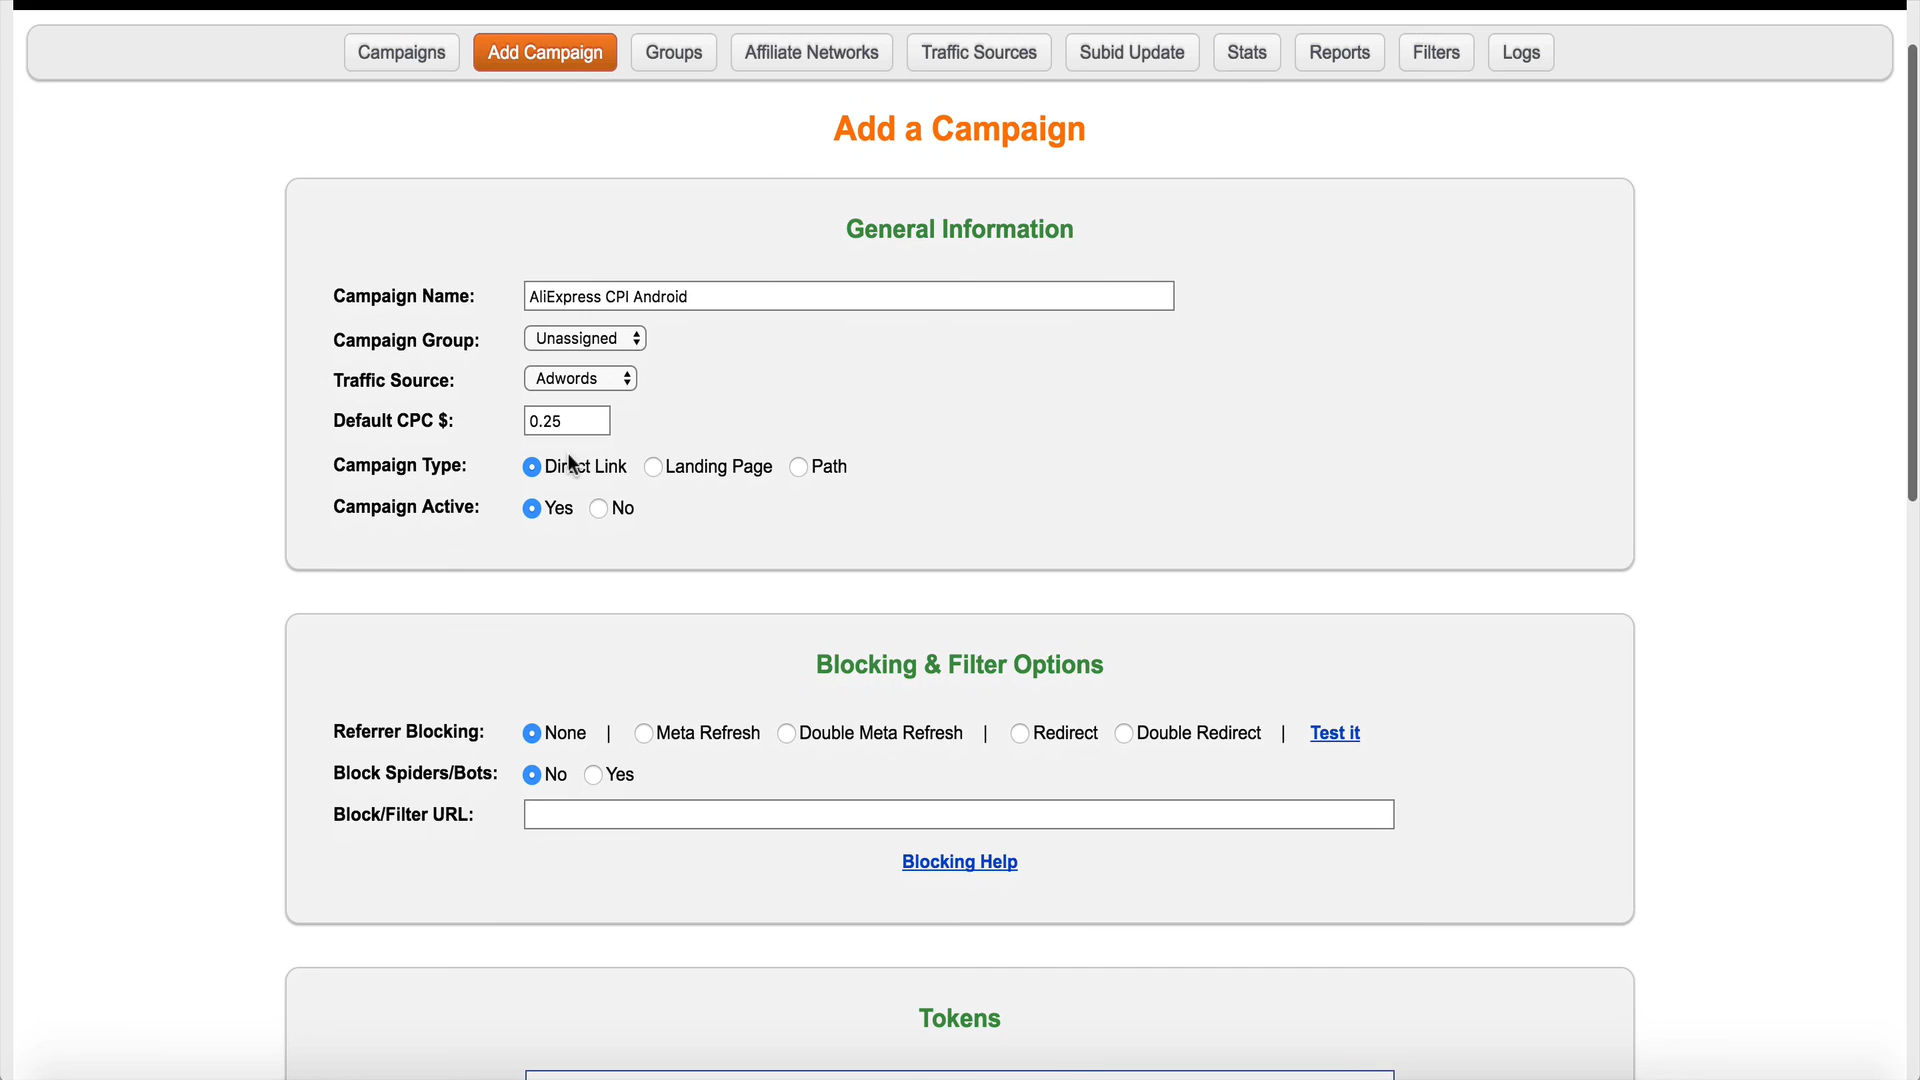 Campaigns Add Campaign Groups Affiliate Networks Traffic Sources Subid Update Stats Reports Filters Logs
Add a Campaign
General Information
Campaign Name: AliExpress CPI Android
Campaign Group: Unassigned
Traffic Source: Adwords
Default CPC $: 0.25
Campaign Type: Direct Link Landing Page Path
Campaign Active: Yes No
Blocking & Filter Options
Referrer Blocking: None | Meta Refresh Double Meta Refresh | Redirect Double Redirect | Test it
Block Spiders/Bots: No Yes
Block/Filter URL:
Blocking Help
Tokens